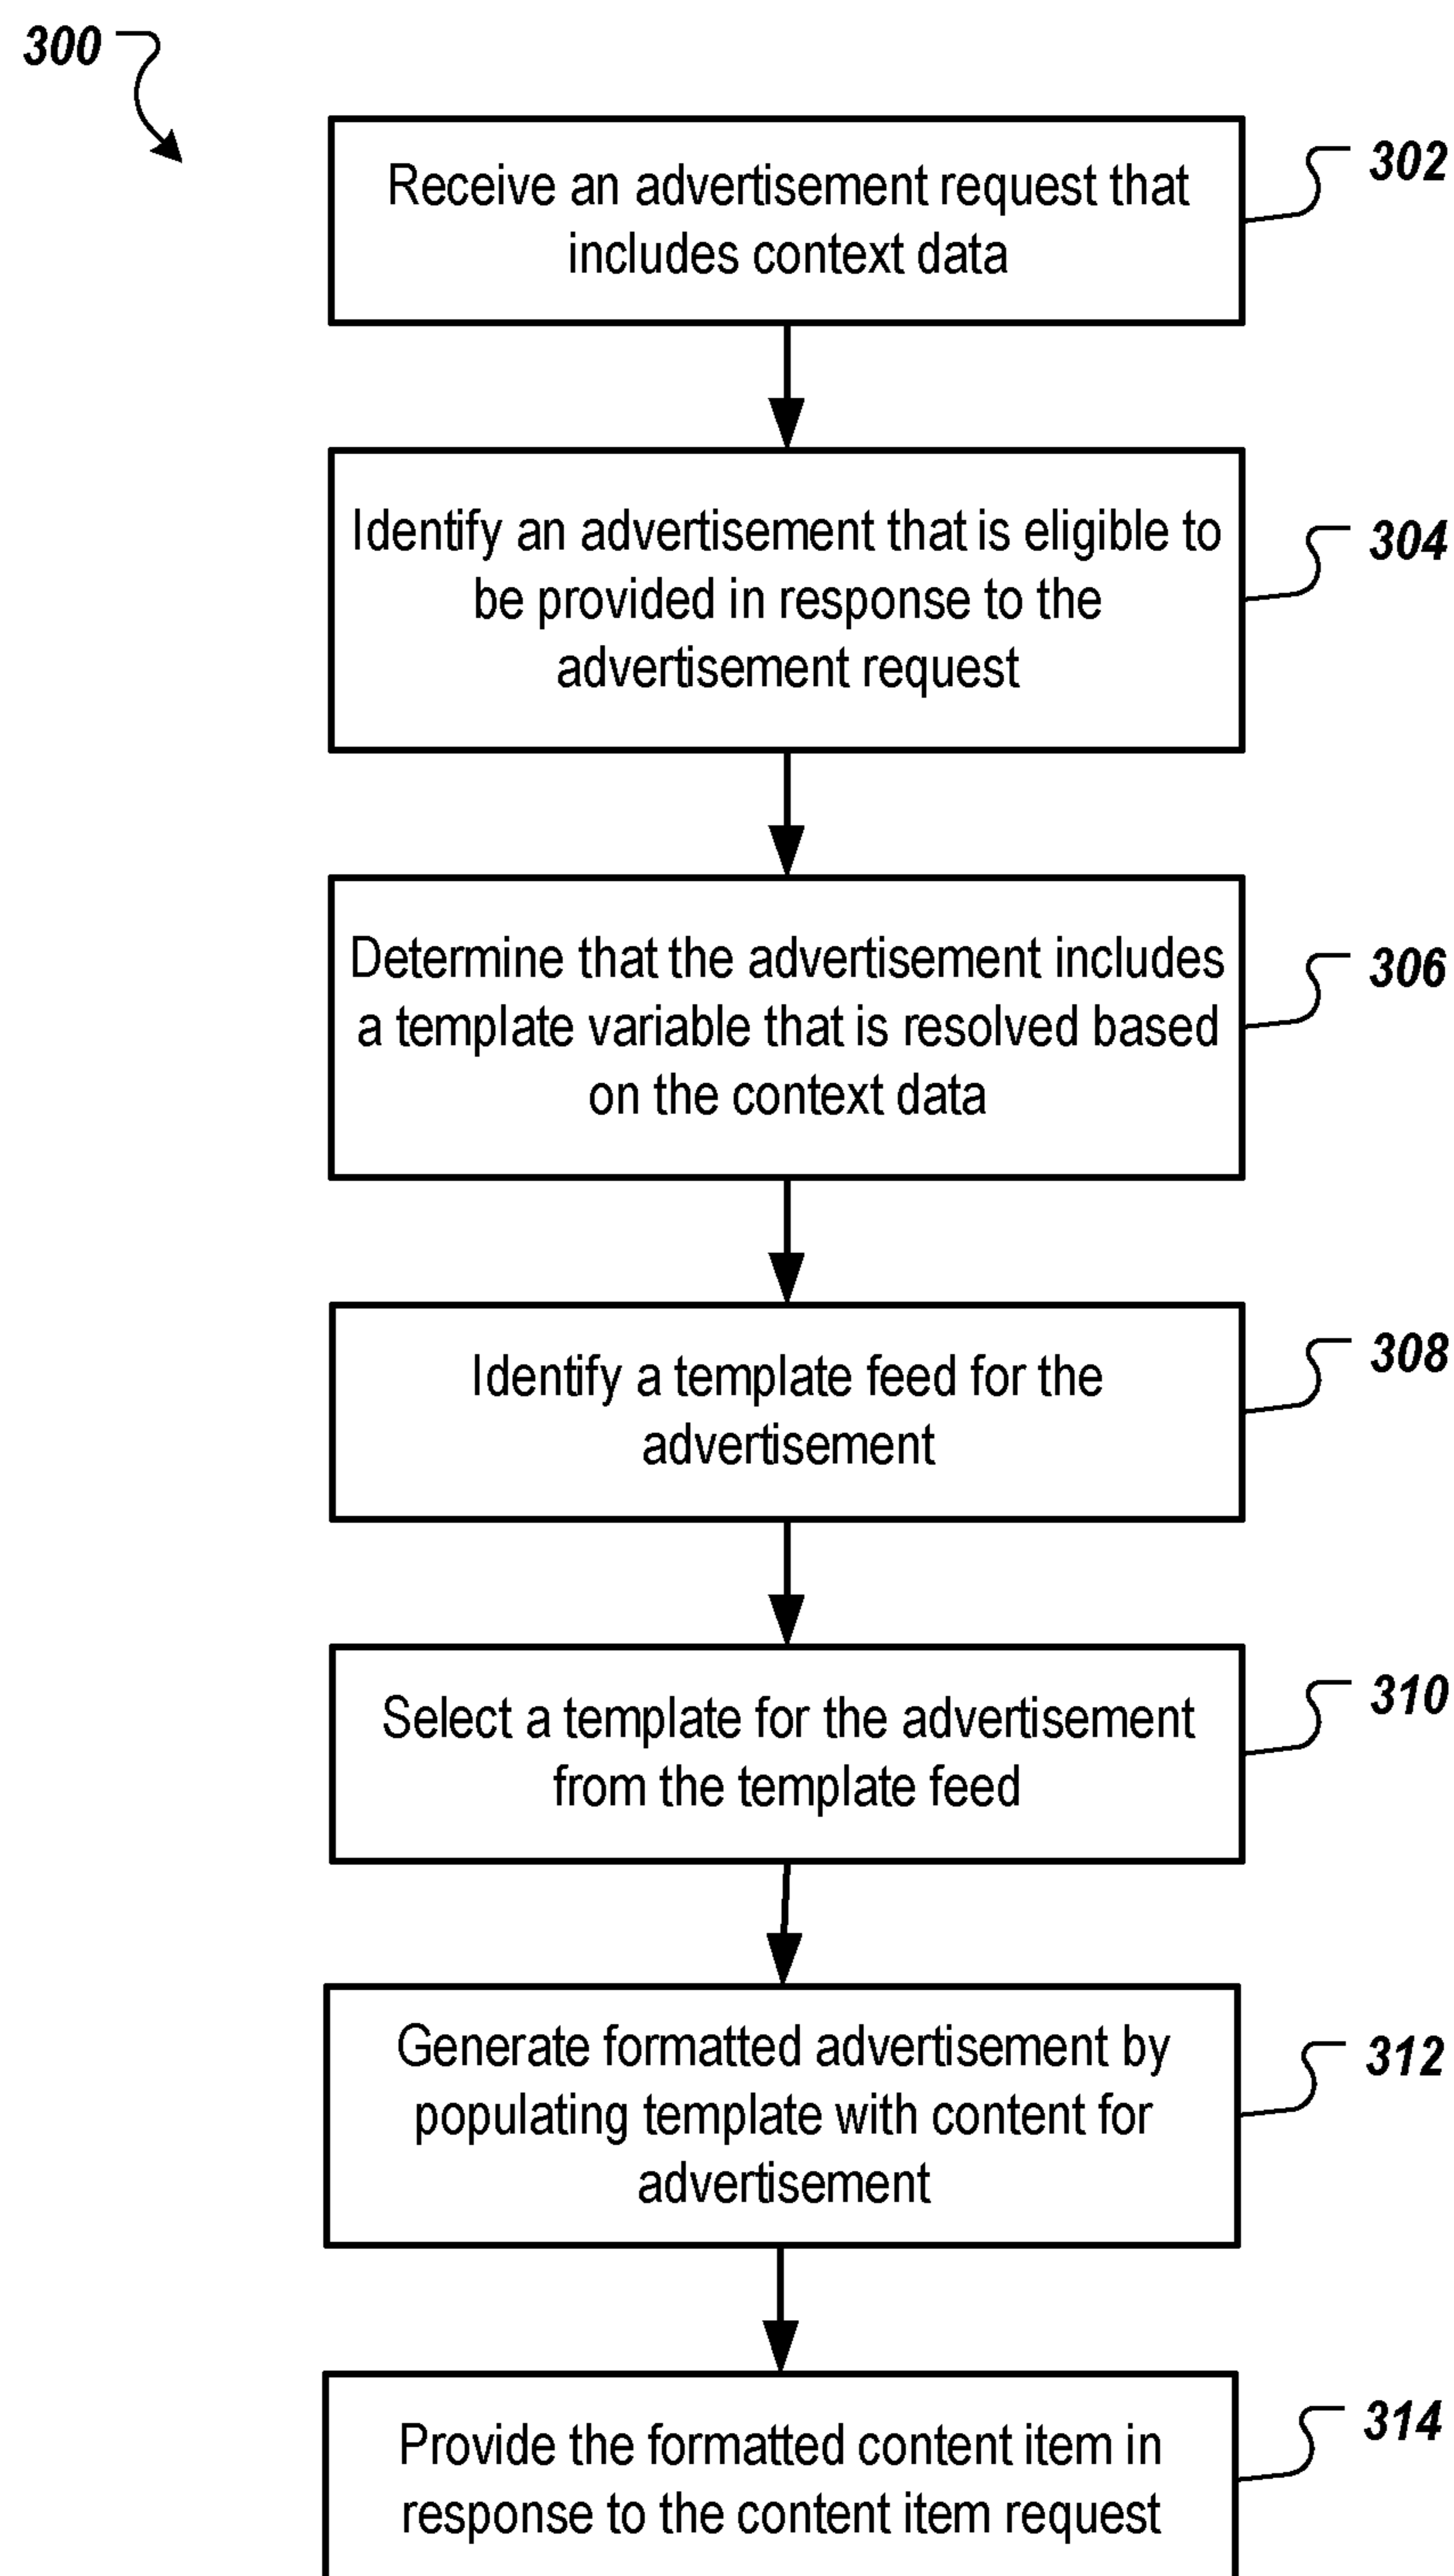 300
Receive an advertisement request that
includes context data
302
Identify an advertisement that is eligible to
be provided in response to the
advertisement request
304
Determine that the advertisement includes
a template variable that is resolved based
on the context data
306
Identify a template feed for the
advertisement
308
Select a template for the advertisement
from the template feed
310
Generate formatted advertisement by
populating template with content for
advertisement
312
Provide the formatted content item in
response to the content item request
314